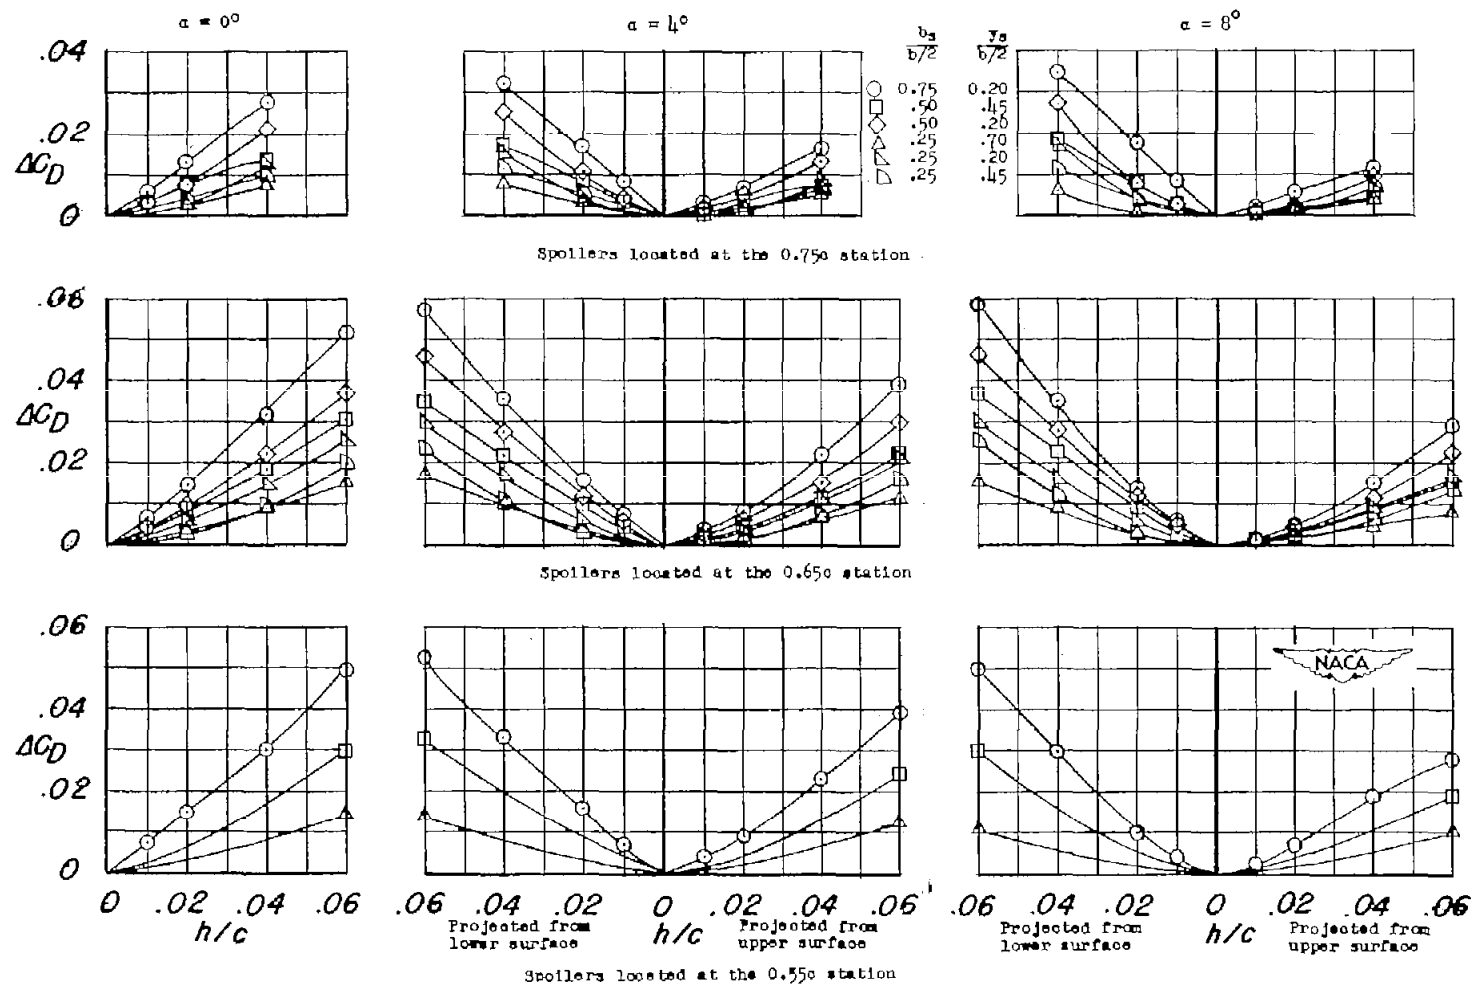 α = 0° α = 4° α = 8°
b_s/b/2 y_s/b/2
0.75 0.20
.50 .45
.50 .20
.25 .70
.25 .20
.25 .45
.04
.02
ΔC_D
0
Spoilers located at the 0.75c station
.06
.04
ΔC_D
.02
0
Spoilers located at the 0.65c station
.06
NACA
.04
ΔC_D
.02
0
0 .02 .04 .06 .06 .04 .02 0 .02 .04 .06 .06 .04 .02 0 .02 .04 .06
h/c Projected from lower surface h/c Projected from upper surface Projected from lower surface h/c Projected from upper surface
Spoilers located at the 0.55c station